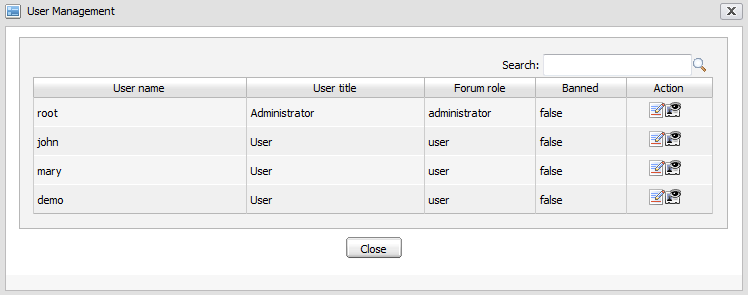 User Management
Search:
User name User title Forum role Banned Action
root Administrator administrator false
john User user false
mary User user false
demo User user false
Close